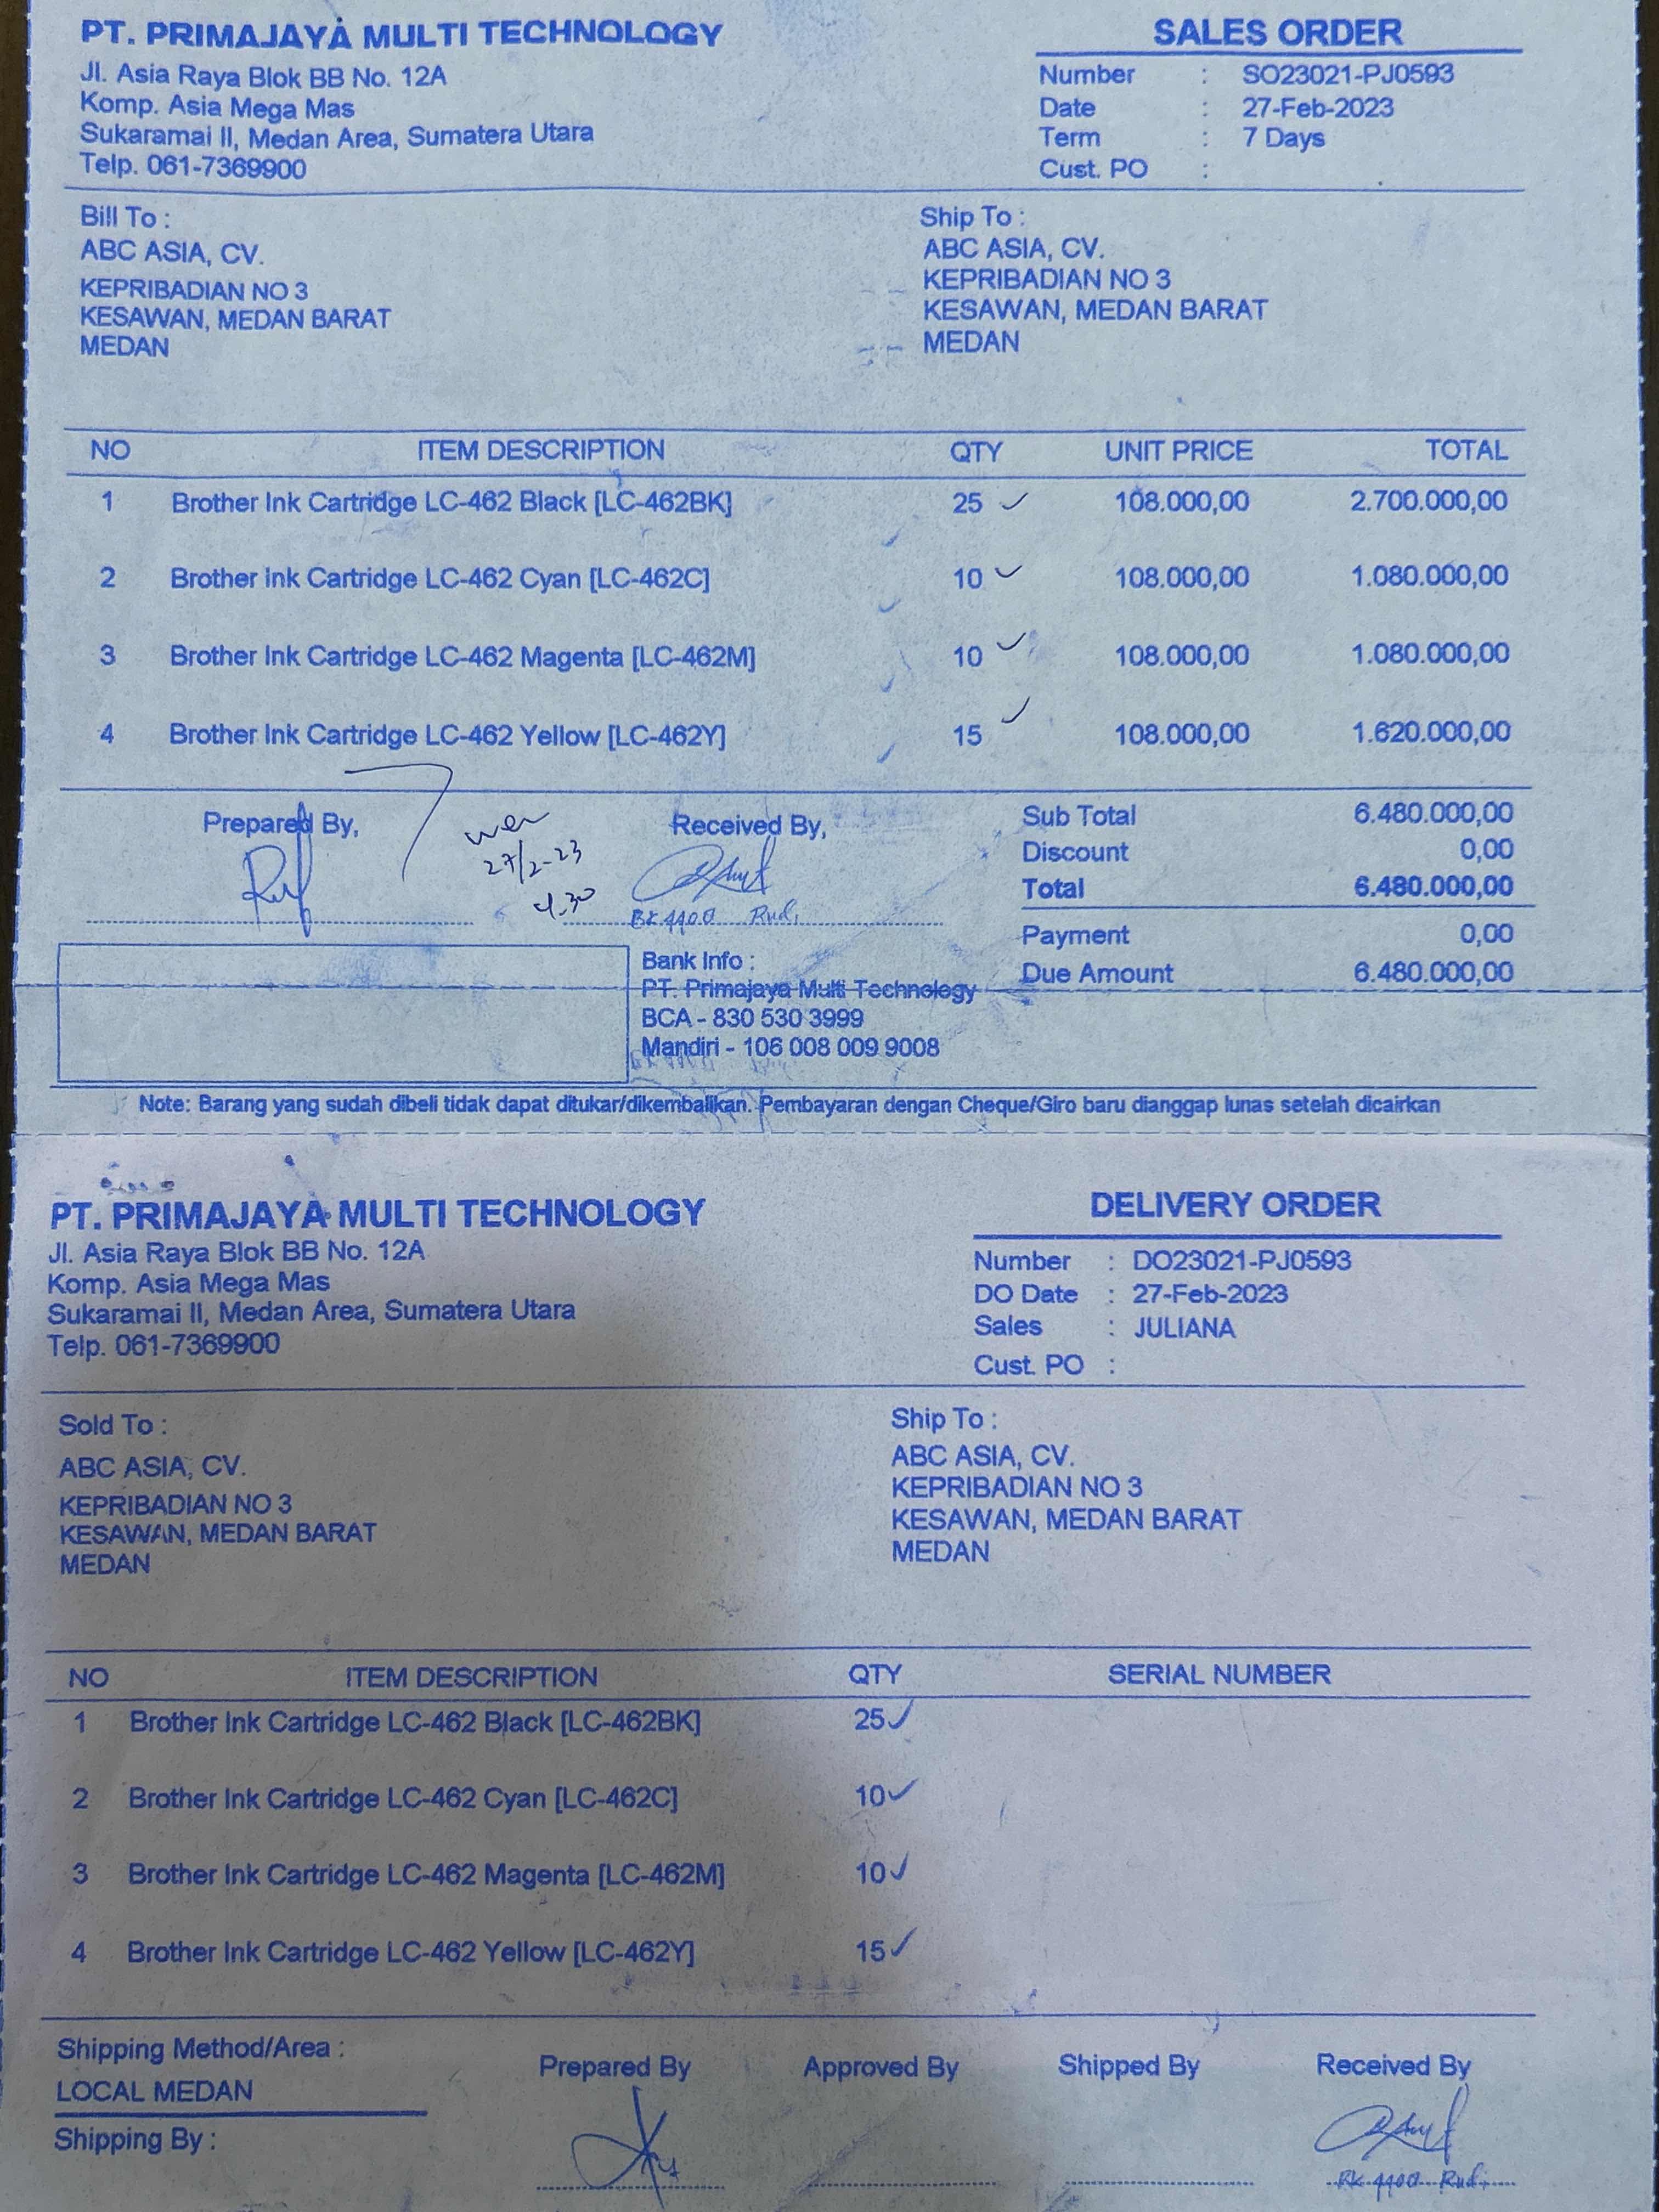 PT. PRIMAJAYA MULTI TECHNOLOGY
Jl. Asia Raya Blok BB No. 12A
Komp. Asia Mega Mas
Sukaramai II, Medan Area, Sumatera Utara
Telp. 061-7369900
SALES ORDER
Number : SO23021-PJ0593
Date : 27-Feb-2023
Term : 7 Days
Cust. PO :
Bill To :
ABC ASIA, CV.
KEPRIBADIAN NO 3
KESAWAN, MEDAN BARAT
MEDAN
Ship To :
ABC ASIA, CV.
KEPRIBADIAN NO 3
KESAWAN, MEDAN BARAT
MEDAN
NO ITEM DESCRIPTION QTY UNIT PRICE TOTAL
1 Brother Ink Cartridge LC-462 Black [LC-462BK] 25 108.000,00 2.700.000,00
2 Brother Ink Cartridge LC-462 Cyan [LC-462C] 10 108.000,00 1.080.000,00
3 Brother Ink Cartridge LC-462 Magenta [LC-462M] 10 108.000,00 1.080.000,00
4 Brother Ink Cartridge LC-462 Yellow [LC-462Y] 15 108.000,00 1.620.000,00
Prepared By,
27/2-23
4.30
Received By,
Rudi
Sub Total 6.480.000,00
Discount 0,00
Total 6.480.000,00
Payment 0,00
Due Amount 6.480.000,00
Bank Info :
PT. Primajaya Multi Technology
BCA - 830 530 3999
Mandiri - 106 008 009 9008
Note: Barang yang sudah dibeli tidak dapat ditukar/dikembalikan. Pembayaran dengan Cheque/Giro baru dianggap lunas setelah dicairkan
PT. PRIMAJAYA MULTI TECHNOLOGY
Jl. Asia Raya Blok BB No. 12A
Komp. Asia Mega Mas
Sukaramai II, Medan Area, Sumatera Utara
Telp. 061-7369900
DELIVERY ORDER
Number : DO23021-PJ0593
DO Date : 27-Feb-2023
Sales : JULIANA
Cust. PO :
Sold To :
ABC ASIA, CV.
KEPRIBADIAN NO 3
KESAWAN, MEDAN BARAT
MEDAN
Ship To :
ABC ASIA, CV.
KEPRIBADIAN NO 3
KESAWAN, MEDAN BARAT
MEDAN
NO ITEM DESCRIPTION QTY SERIAL NUMBER
1 Brother Ink Cartridge LC-462 Black [LC-462BK] 25
2 Brother Ink Cartridge LC-462 Cyan [LC-462C] 10
3 Brother Ink Cartridge LC-462 Magenta [LC-462M] 10
4 Brother Ink Cartridge LC-462 Yellow [LC-462Y] 15
Shipping Method/Area :
LOCAL MEDAN
Shipping By :
Prepared By Approved By Shipped By Received By
Rudi